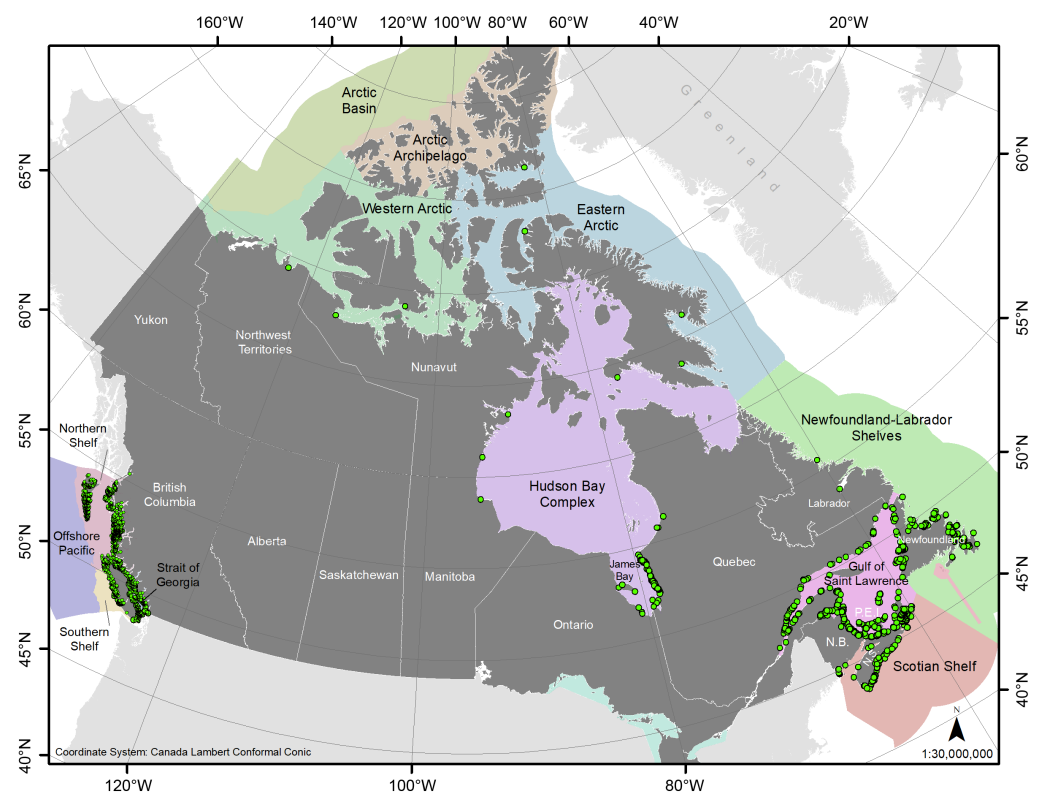 160°W
140°W
120°W
100°W
80°W
60°W
40°W
20°W
Arctic
Basin
Greenland
Arctic
Archipelago
60°N
65°N
Western Arctic
Eastern
Arctic
60°N
55°N
Yukon
Northwest
Territories
Nunavut
55°N
Northern
Shelf
Newfoundland-Labrador
Shelves
50°N
British
Columbia
Hudson Bay
Complex
Labrador
50°N
Offshore
Pacific
Alberta
Newfoundland
Strait of
Georgia
Saskatchewan
Manitoba
James
Bay
Quebec
Gulf of
Saint Lawrence
45°N
P.E.I.
Ontario
Southern
Shelf
N.B.
45°N
Scotian Shelf
40°N
N
Coordinate System: Canada Lambert Conformal Conic
1:30,000,000
40°N
120°W
100°W
80°W